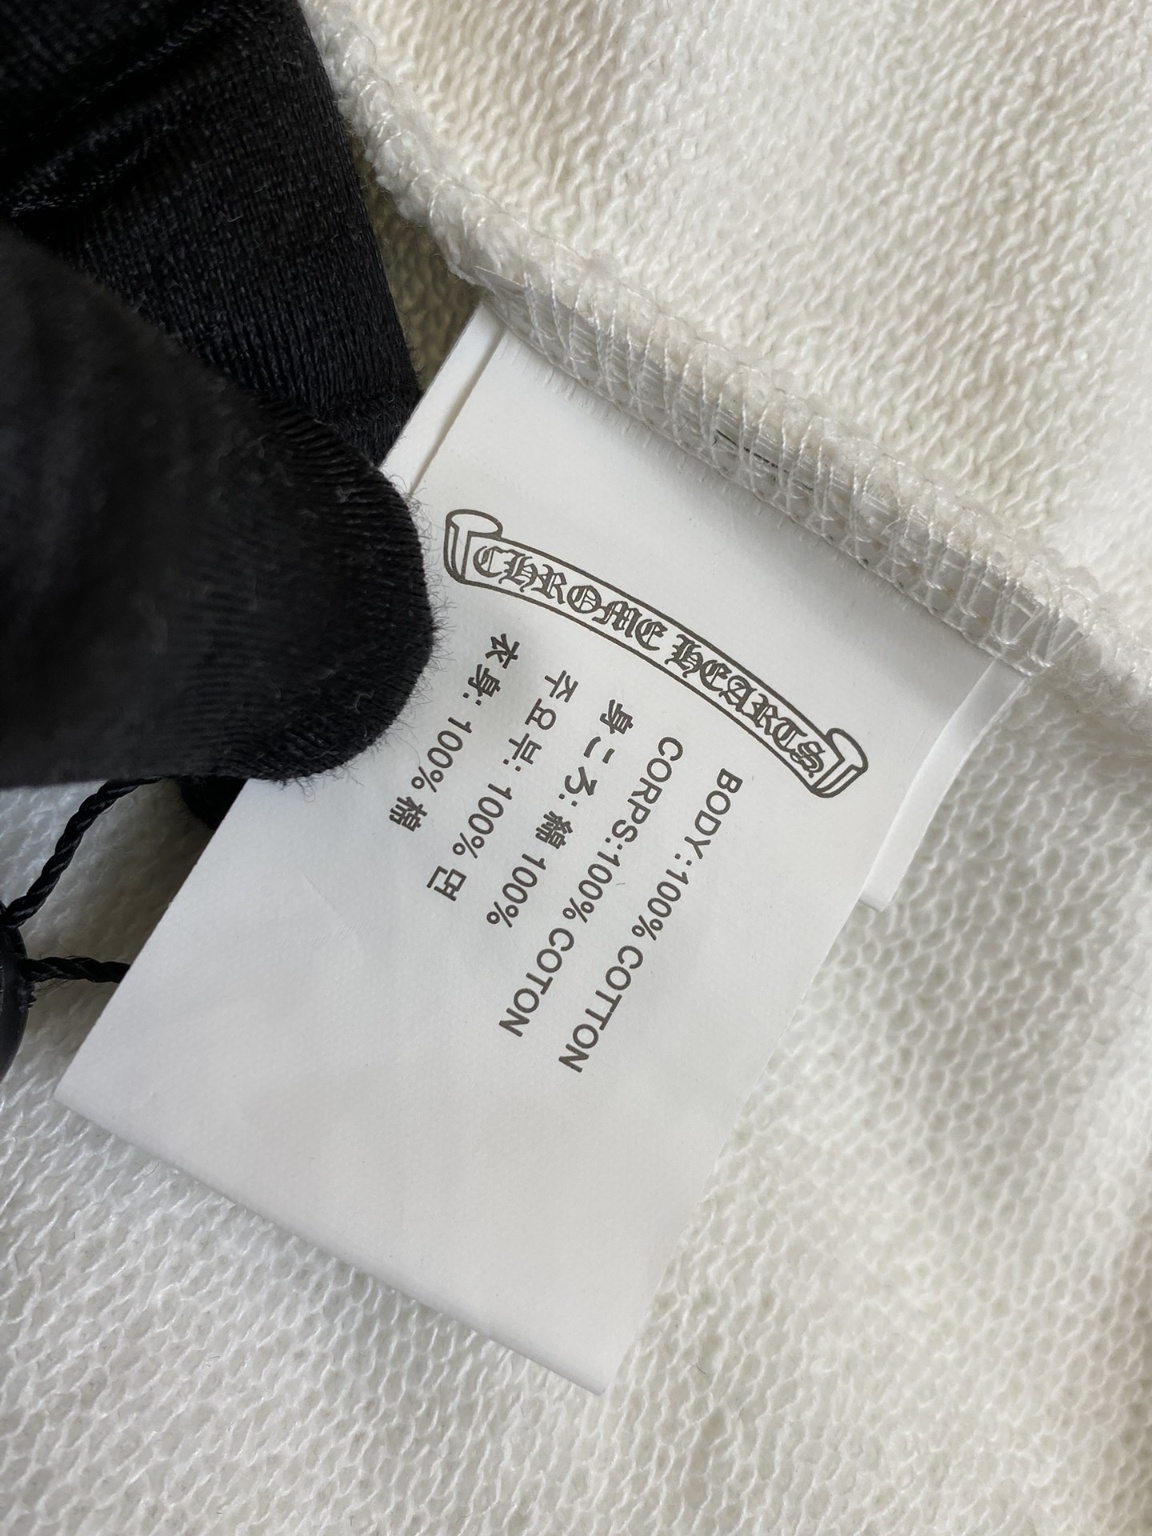 CHROME HEARTS
BODY:100% COTTON
CORPS:100% COTON
身ころ:綿 100%
주요부: 100% 면
衣身: 100% 棉